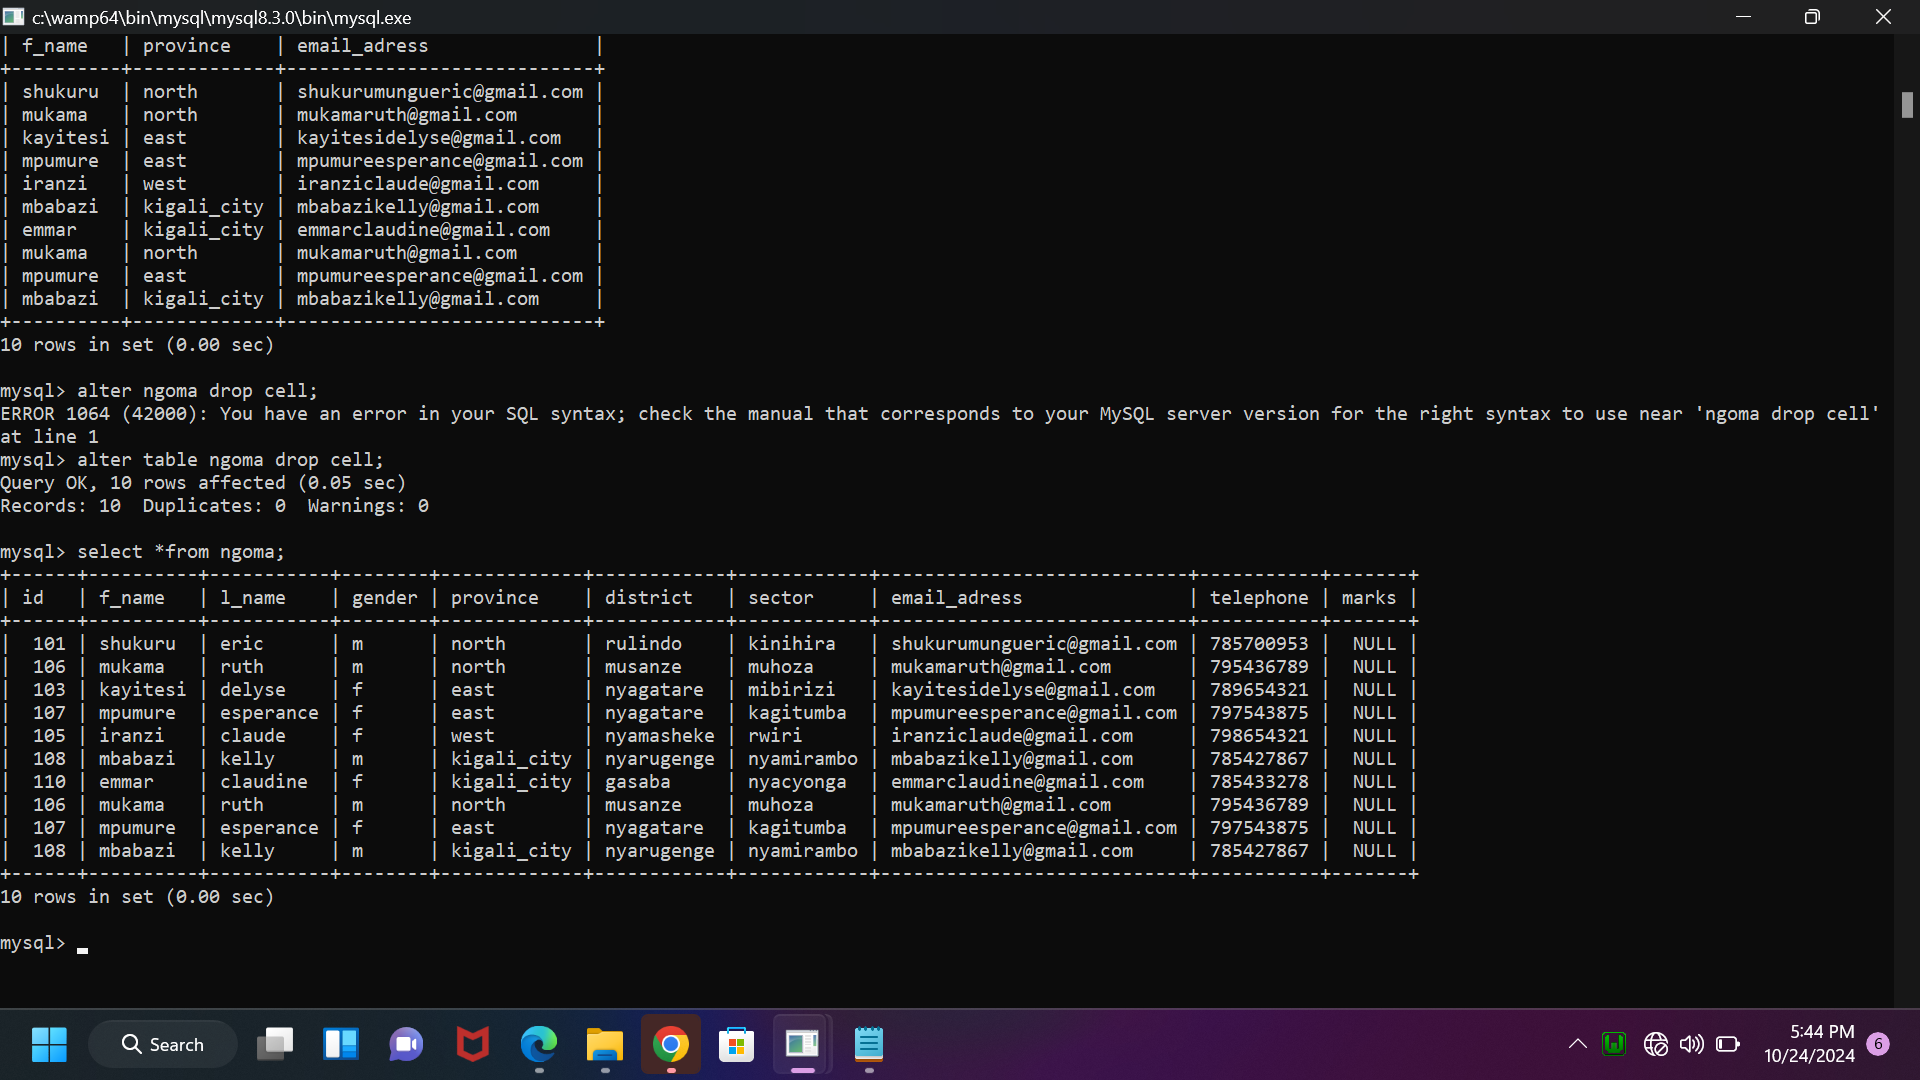 c:\wamp64\bin\mysql\mysql8.3.0\bin\mysql.exe
| f_name   | province    | email_adress               |
+----------+-------------+----------------------------+
| shukuru  | north       | shukurumungueric@gmail.com |
| mukama   | north       | mukamaruth@gmail.com       |
| kayitesi | east        | kayitesidelyse@gmail.com   |
| mpumure  | east        | mpumureesperance@gmail.com |
| iranzi   | west        | iranziclaude@gmail.com     |
| mbabazi  | kigali_city | mbabazikelly@gmail.com     |
| emmar    | kigali_city | emmarclaudine@gmail.com    |
| mukama   | north       | mukamaruth@gmail.com       |
| mpumure  | east        | mpumureesperance@gmail.com |
| mbabazi  | kigali_city | mbabazikelly@gmail.com     |
+----------+-------------+----------------------------+
10 rows in set (0.00 sec)
mysql> alter ngoma drop cell;
ERROR 1064 (42000): You have an error in your SQL syntax; check the manual that corresponds to your MySQL server version for the right syntax to use near 'ngoma drop cell'
at line 1
mysql> alter table ngoma drop cell;
Query OK, 10 rows affected (0.05 sec)
Records: 10  Duplicates: 0  Warnings: 0
mysql> select *from ngoma;
+------+----------+-----------+--------+-------------+------------+------------+----------------------------+-----------+-------+
| id   | f_name   | l_name    | gender | province    | district   | sector     | email_adress               | telephone | marks |
+------+----------+-----------+--------+-------------+------------+------------+----------------------------+-----------+-------+
|  101 | shukuru  | eric      | m      | north       | rulindo    | kinihira   | shukurumungueric@gmail.com | 785700953 |  NULL |
|  106 | mukama   | ruth      | m      | north       | musanze    | muhoza     | mukamaruth@gmail.com       | 795436789 |  NULL |
|  103 | kayitesi | delyse    | f      | east        | nyagatare  | mibirizi   | kayitesidelyse@gmail.com   | 789654321 |  NULL |
|  107 | mpumure  | esperance | f      | east        | nyagatare  | kagitumba  | mpumureesperance@gmail.com | 797543875 |  NULL |
|  105 | iranzi   | claude    | f      | west        | nyamasheke | rwiri      | iranziclaude@gmail.com     | 798654321 |  NULL |
|  108 | mbabazi  | kelly     | m      | kigali_city | nyarugenge | nyamirambo | mbabazikelly@gmail.com     | 785427867 |  NULL |
|  110 | emmar    | claudine  | f      | kigali_city | gasaba     | nyacyonga  | emmarclaudine@gmail.com    | 785433278 |  NULL |
|  106 | mukama   | ruth      | m      | north       | musanze    | muhoza     | mukamaruth@gmail.com       | 795436789 |  NULL |
|  107 | mpumure  | esperance | f      | east        | nyagatare  | kagitumba  | mpumureesperance@gmail.com | 797543875 |  NULL |
|  108 | mbabazi  | kelly     | m      | kigali_city | nyarugenge | nyamirambo | mbabazikelly@gmail.com     | 785427867 |  NULL |
+------+----------+-----------+--------+-------------+------------+------------+----------------------------+-----------+-------+
10 rows in set (0.00 sec)
mysql>
Search
5:44 PM
10/24/2024
6